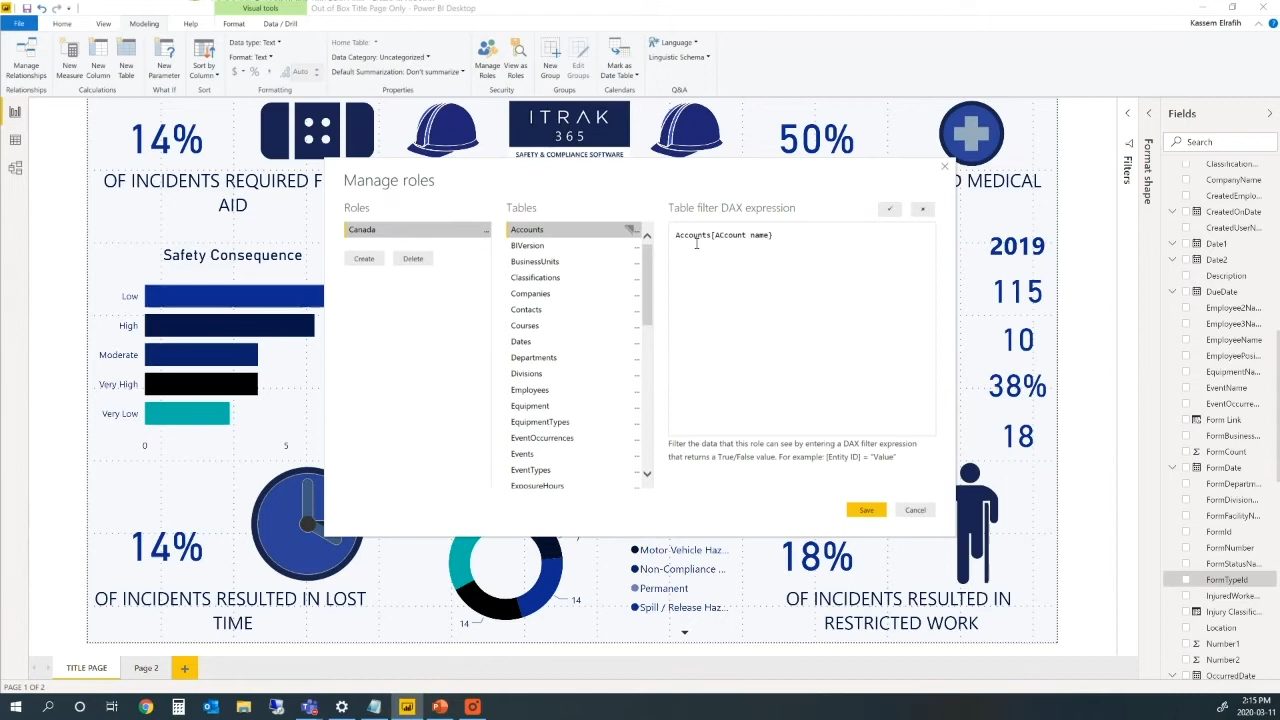 Visual tools
Out of Box Title Page Only - Power BI Desktop
File
Home
View
Modeling
Help
Format
Data / Drill
Kassem Elrafih
Manage Relationships
New Measure
New Column
New Table
New Parameter
Sort by Column
Data type: Text
Format: Text
$ % , Auto
Home Table:
Data Category: Uncategorized
Default Summarization: Don't summarize
Manage Roles
View as Roles
New Group
Edit Groups
Mark as Date Table
Language
Linguistic Schema
Relationships
Calculations
What If
Sort
Formatting
Properties
Security
Groups
Calendars
Q&A
14%
OF INCIDENTS REQUIRED F
AID
ITRAK
365
SAFETY & COMPLIANCE SOFTWARE
50%
D MEDICAL
Safety Consequence
Low
High
Moderate
Very High
Very Low
0
5
2019
115
10
38%
18
14%
OF INCIDENTS RESULTED IN LOST
TIME
14
14
Motor Vehicle Haz...
Non-Compliance ...
Permanent
Spill / Release Haz...
18%
OF INCIDENTS RESULTED IN
RESTRICTED WORK
Manage roles
Roles
Canada
...
Create
Delete
Tables
Accounts
BIVersion
BusinessUnits
Classifications
Companies
Contacts
Courses
Dates
Departments
Divisions
Employees
Equipment
EquipmentTypes
EventOccurrences
Events
EventTypes
ExposureHours
Table filter DAX expression
Accounts[ACcount name]
Filter the data that this role can see by entering a DAX filter expression
that returns a True/False value. For example: [Entity ID] = "Value"
Save
Cancel
Filters
Format shape
Fields
Search
Classification...
CompanyName
CreatedEmplo...
CreatedOnDate
CreatedUserN...
Date1
Date2
Description
DueDate
Employee2Na...
Employee3Na...
EmployeeName
EmployeeVersi...
EquipmentNa...
EventName
EventOccurre...
Form Link
FormBusiness...
FormCount
FormDate
FormDepartm...
FormDivision...
FormFacilityN...
FormId
FormNumber
FormStatusNa...
FormTypeId
InjuredWorke...
Injury Classific...
Location
Number1
Number2
OccurredDate
TITLE PAGE
Page 2
PAGE 1 OF 2
2:15 PM
2020-03-11